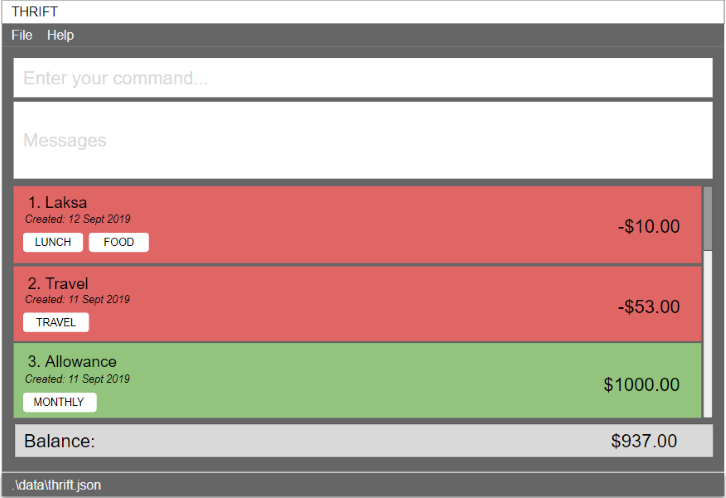 THRIFT
File Help
Enter your command...
Messages
1. Laksa
Created: 12 Sept 2019
-$10.00
LUNCH FOOD
2. Travel
Created: 11 Sept 2019
-$53.00
TRAVEL
3. Allowance
Created: 11 Sept 2019
$1000.00
MONTHLY
Balance: $937.00
.\data\thrift.json